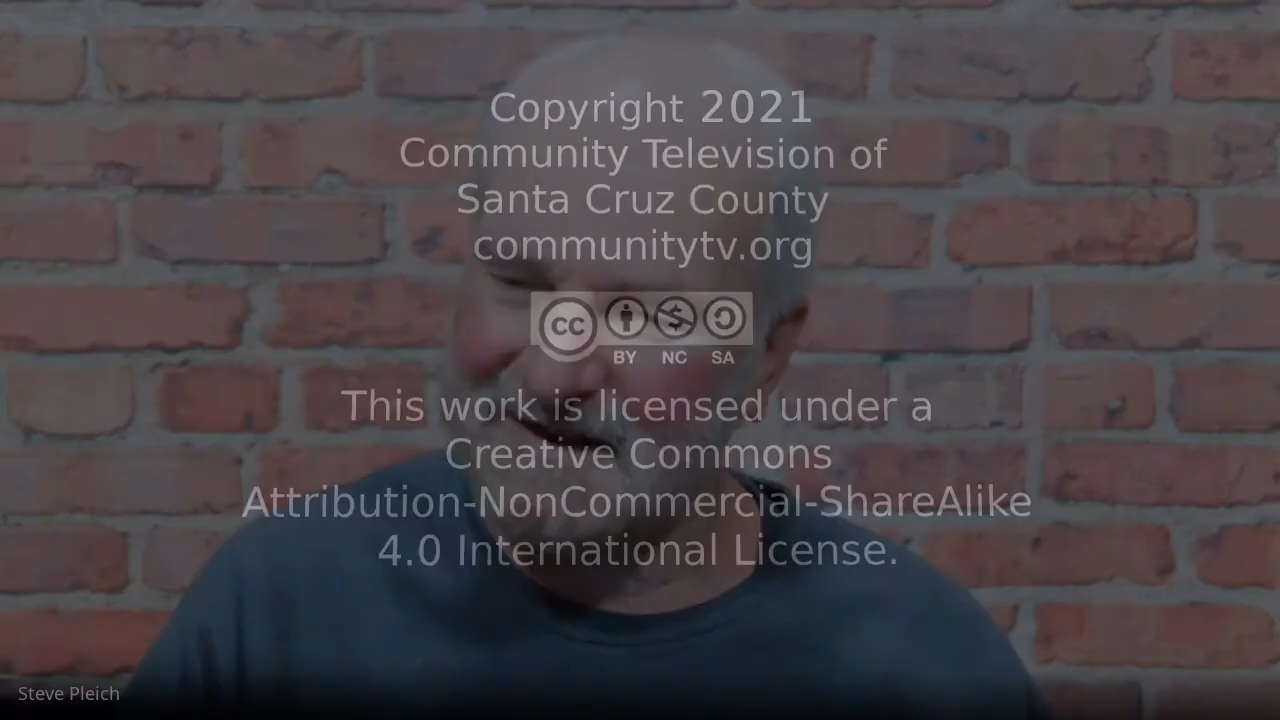 Copyright 2021
Community Television of
Santa Cruz County
communitytv.org
cc
BY NC SA
This work is licensed under a
Creative Commons
Attribution-NonCommercial-ShareAlike
4.0 International License.
Steve Pleich